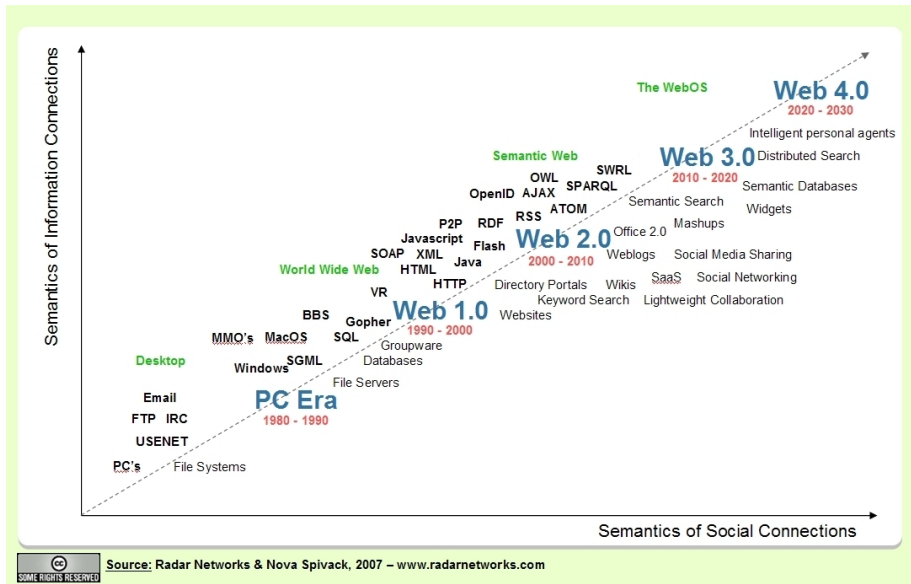 Semantics of Information Connections
The WebOS
Web 4.0
2020 - 2030
Intelligent personal agents
Semantic Web
Web 3.0
Distributed Search
2010 - 2020
SWRL
OWL
SPARQL
Semantic Databases
OpenID
AJAX
Semantic Search
ATOM
Widgets
RSS
P2P
RDF
Mashups
Office 2.0
Javascript
Web 2.0
Flash
SOAP
XML
2000 - 2010
Weblogs
Social Media Sharing
Java
World Wide Web
HTML
SaaS
Social Networking
HTTP
Directory Portals
Wikis
VR
Keyword Search
Lightweight Collaboration
Web 1.0
Websites
BBS
Gopher
1990 - 2000
MMO's
MacOS
SQL
Groupware
Desktop
SGML
Databases
Windows
File Servers
Email
PC Era
FTP
IRC
1980 - 1990
USENET
PC's
File Systems
Semantics of Social Connections
cc
SOME RIGHTS RESERVED
Source: Radar Networks & Nova Spivack, 2007 – www.radarnetworks.com